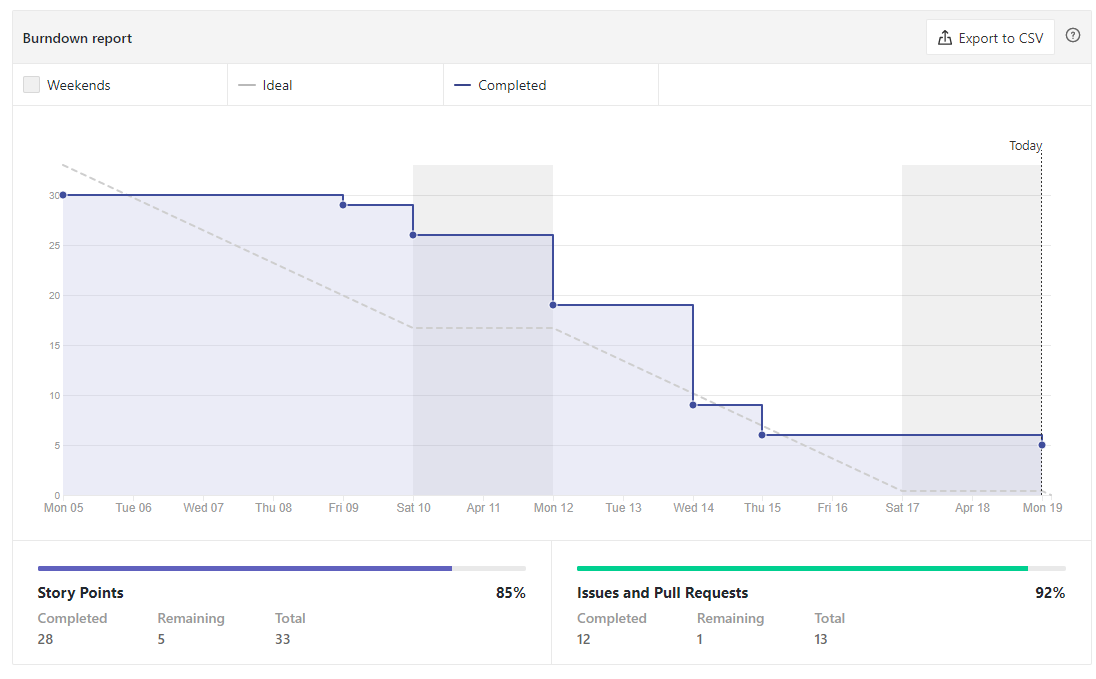 Burndown report
Export to CSV
?
Weekends
Ideal
Completed
Today
30
25
20
15
10
5
0
Mon 05 Tue 06 Wed 07 Thu 08 Fri 09 Sat 10 Apr 11 Mon 12 Tue 13 Wed 14 Thu 15 Fri 16 Sat 17 Apr 18 Mon 19
Story Points 85%
Completed Remaining Total
28 5 33
Issues and Pull Requests 92%
Completed Remaining Total
12 1 13